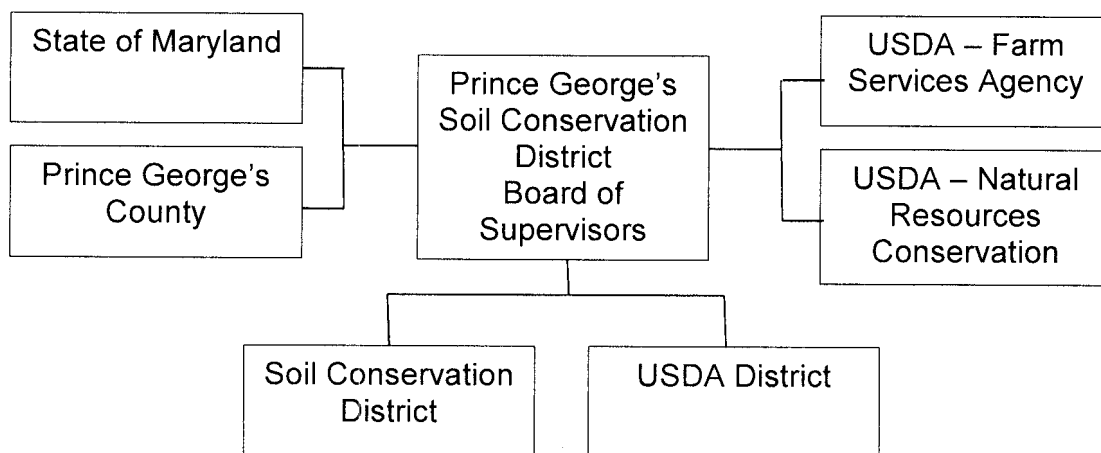 State of Maryland
Prince George's
County
Prince George's
Soil Conservation
District
Board of
Supervisors
USDA – Farm
Services Agency
USDA – Natural
Resources
Conservation
Soil Conservation
District
USDA District